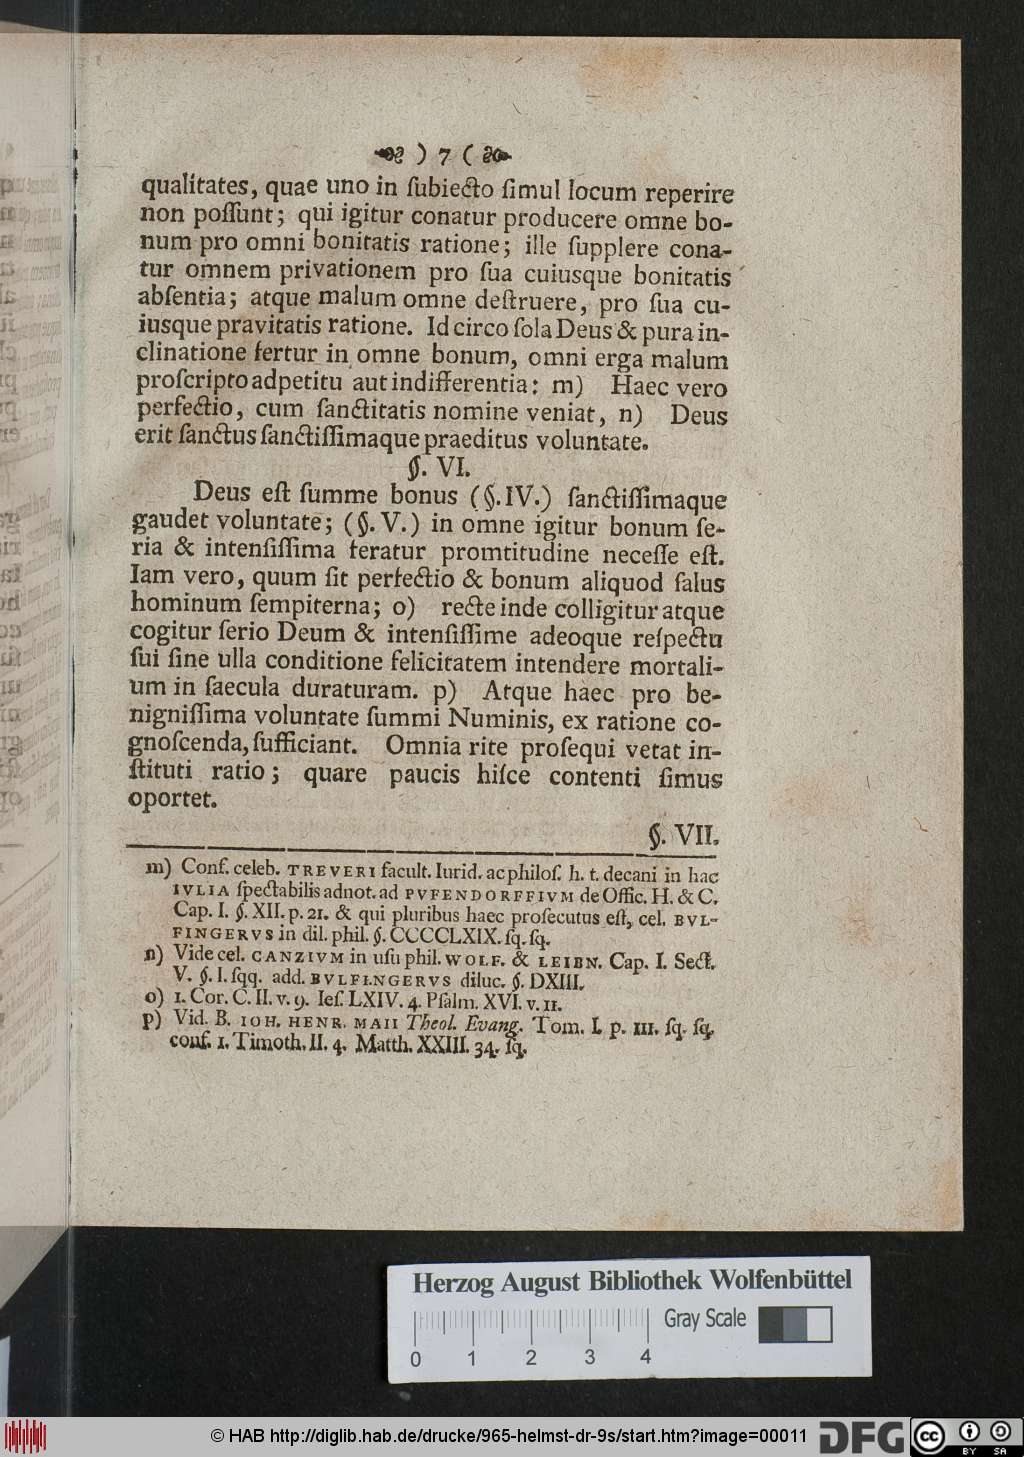 ) 7 (
qualitates, quae uno in ſubiecto ſimul locum reperire
non poſſunt; qui igitur conatur producere omne bo-
num pro omni bonitatis ratione; ille ſupplere cona-
tur omnem privationem pro ſua cuiusque bonitatis
abſentia; atque malum omne deſtruere, pro ſua cu-
iusque pravitatis ratione. Id circo ſola Deus & pura in-
clinatione fertur in omne bonum, omni erga malum
proſcripto adpetitu aut indifferentia: m) Haec vero
perfectio, cum ſanctitatis nomine veniat, n) Deus
erit ſanctus ſanctiſſimaque praeditus voluntate.
§. VI.
Deus eſt ſumme bonus (§. IV.) ſanctiſſimaque
gaudet voluntate; (§. V.) in omne igitur bonum ſe-
ria & intenſiſſima feratur promtitudine neceſſe eſt.
Iam vero, quum ſit perfectio & bonum aliquod ſalus
hominum ſempiterna; o) recte inde colligitur atque
cogitur ſerio Deum & intenſiſſime adeoque reſpectu
ſui ſine ulla conditione felicitatem intendere mortali-
um in ſaecula duraturam. p) Atque haec pro be-
nigniſſima voluntate ſummi Numinis, ex ratione co-
gnoſcenda, ſufficiant. Omnia rite proſequi vetat in-
ſtituti ratio; quare paucis hiſce contenti ſimus
oportet.
§. VII.
m) Conf. celeb. TREVERI facult. Iurid. ac philoſ. h. t. decani in hac
IVLIA ſpectabilis adnot. ad PVFENDORFFIVM de Offic. H. & C.
Cap. I. §. XII. p. 21. & qui pluribus haec proſecutus eſt, cel. BVL-
FINGERVS in dil. phil. §. CCCCLXIX. ſq. ſq.
n) Vide cel. CANZIVM in uſu phil. WOLF. & LEIBN. Cap. I. Sect.
V. §. I. ſqq. add. BVLFINGERVS diluc. §. DXIII.
o) 1. Cor. C. II. v. 9. Ieſ. LXIV. 4. Pſalm. XVI. v. 11.
p) Vid. B. IOH. HENR. MAII Theol. Evang. Tom. I. p. 111. ſq. ſq.
conf. 1. Timoth. II. 4. Matth. XXIII. 34. ſq.
Herzog August Bibliothek Wolfenbüttel
Gray Scale
0 1 2 3 4
© HAB http://diglib.hab.de/drucke/965-helmst-dr-9s/start.htm?image=00011
DFG
cc BY SA